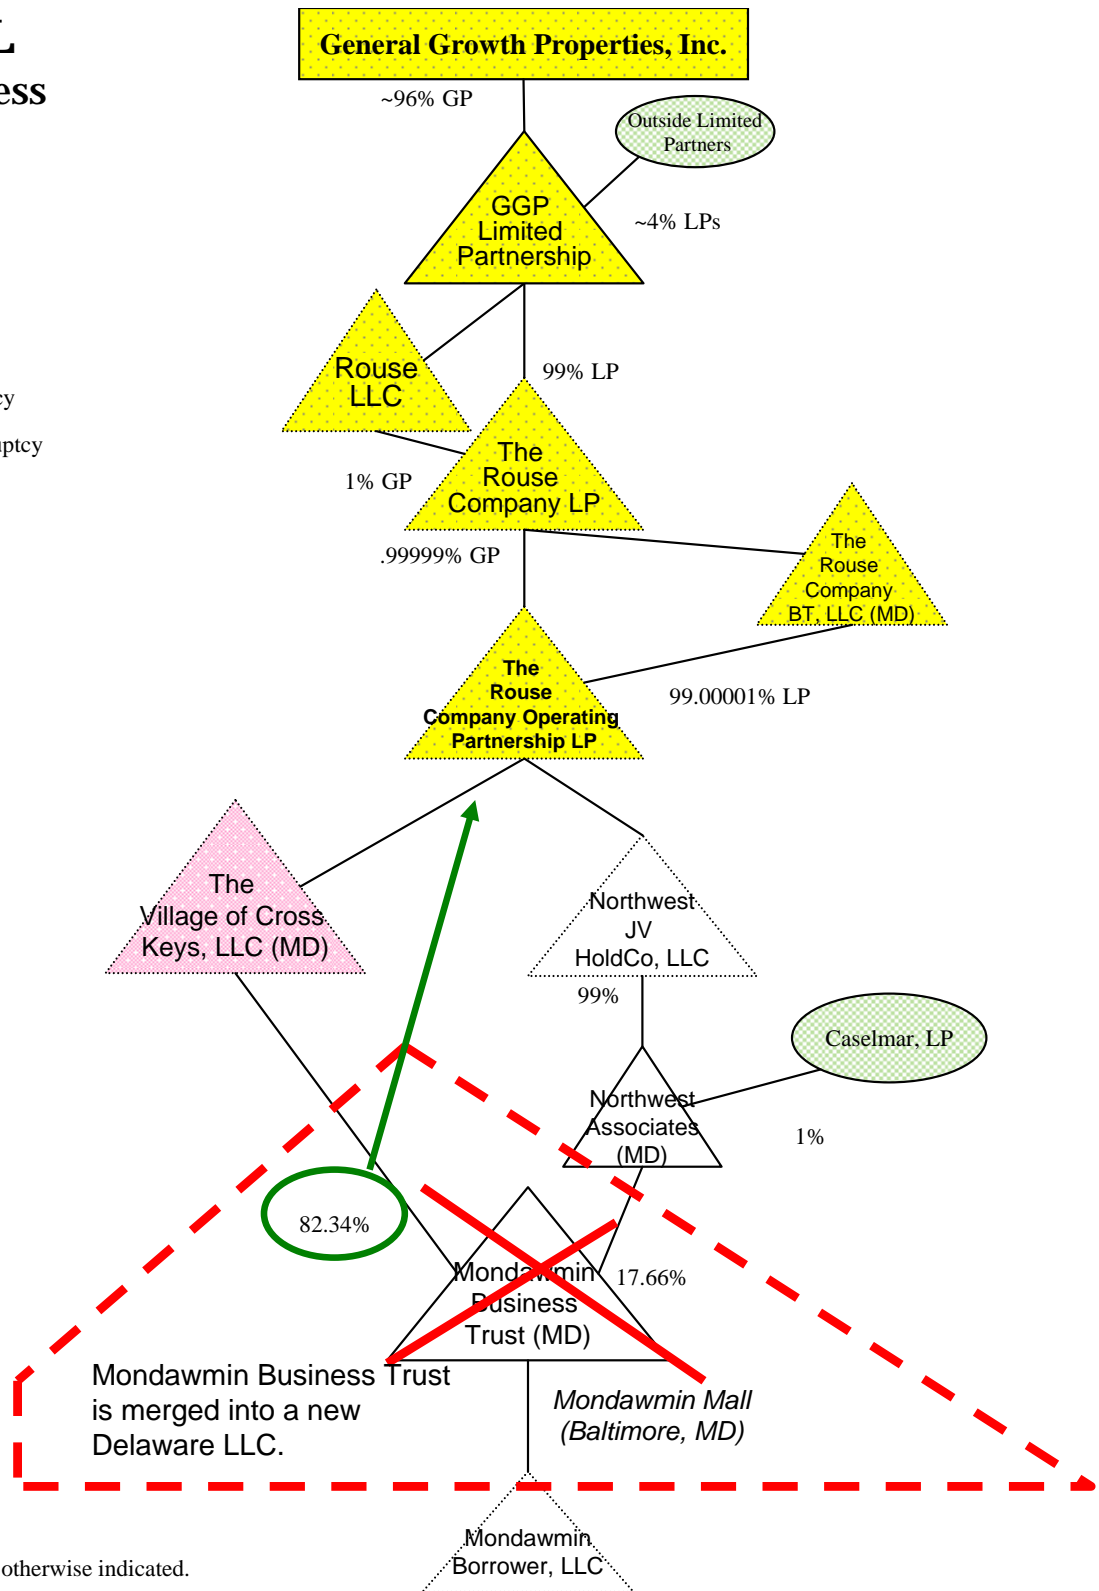 L
ess
General Growth Properties, Inc.
~96% GP
Outside Limited
Partners
GGP
Limited
Partnership
~4% LPs
Rouse
LLC
99% LP
cy
uptcy
The
Rouse
Company LP
1% GP
.99999% GP
The
Rouse
Company
BT, LLC (MD)
The
Rouse
Company Operating
Partnership LP
99.00001% LP
The
Village of Cross
Keys, LLC (MD)
Northwest
JV
HoldCo, LLC
99%
Caselmar, LP
Northwest
Associates
(MD)
1%
82.34%
17.66%
Mondawmin
Business
Trust (MD)
Mondawmin Business Trust
is merged into a new
Delaware LLC.
Mondawmin Mall
(Baltimore, MD)
Mondawmin
Borrower, LLC
otherwise indicated.